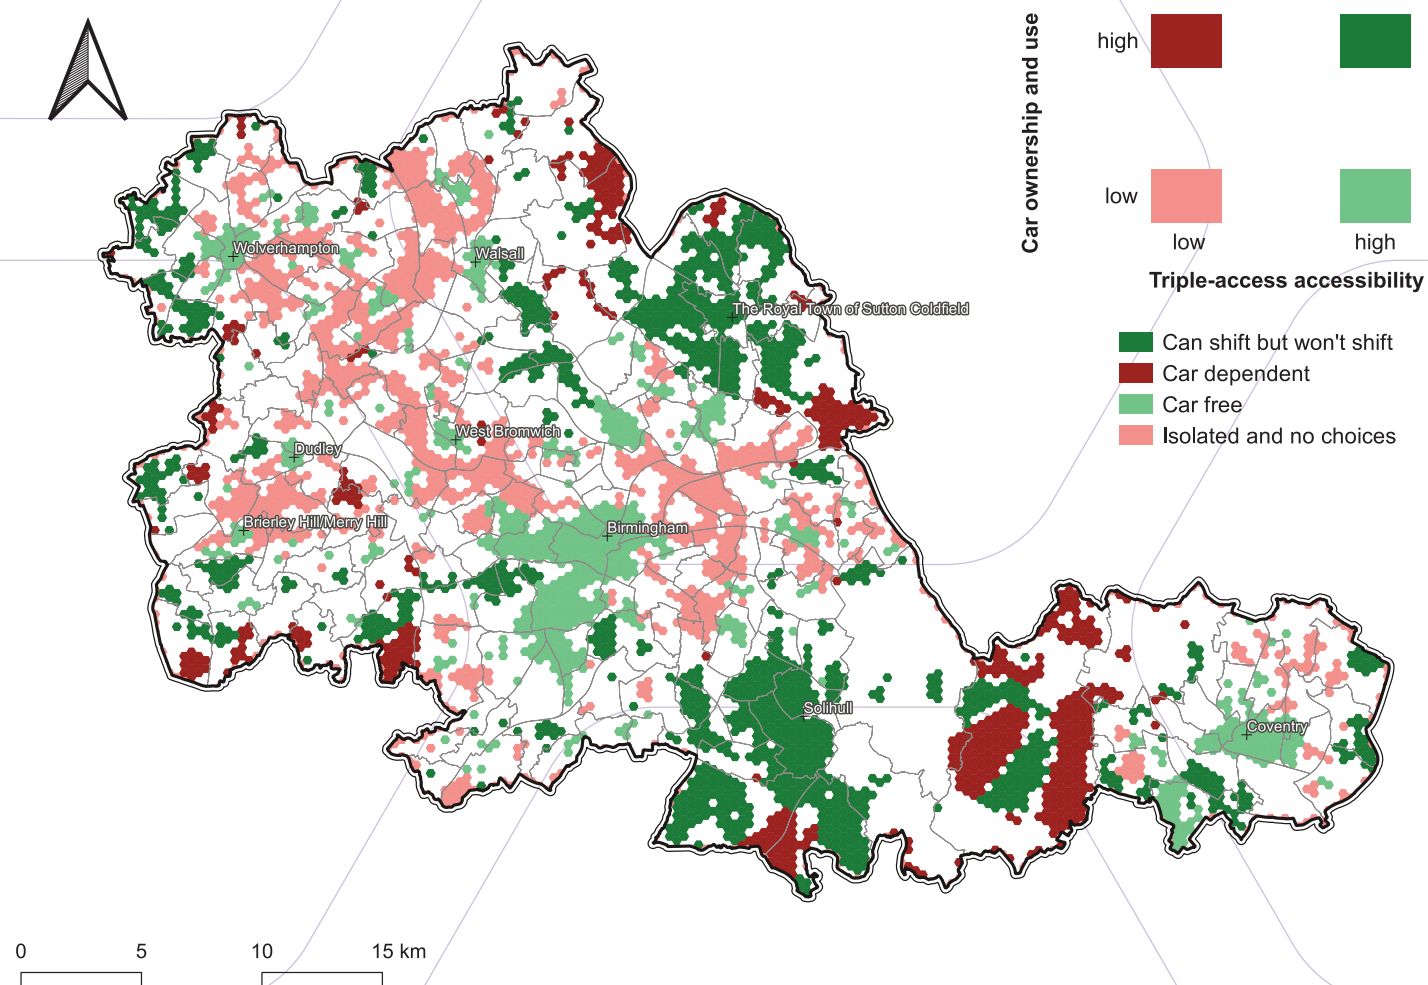 Car ownership and use
high
low
low
high
Triple-access accessibility
Can shift but won't shift
Car dependent
Car free
Isolated and no choices
Wolverhampton
Walsall
The Royal Town of Sutton Coldfield
West Bromwich
Dudley
Brierley Hill/Merry Hill
Birmingham
Solihull
Coventry
0 5 10 15 km